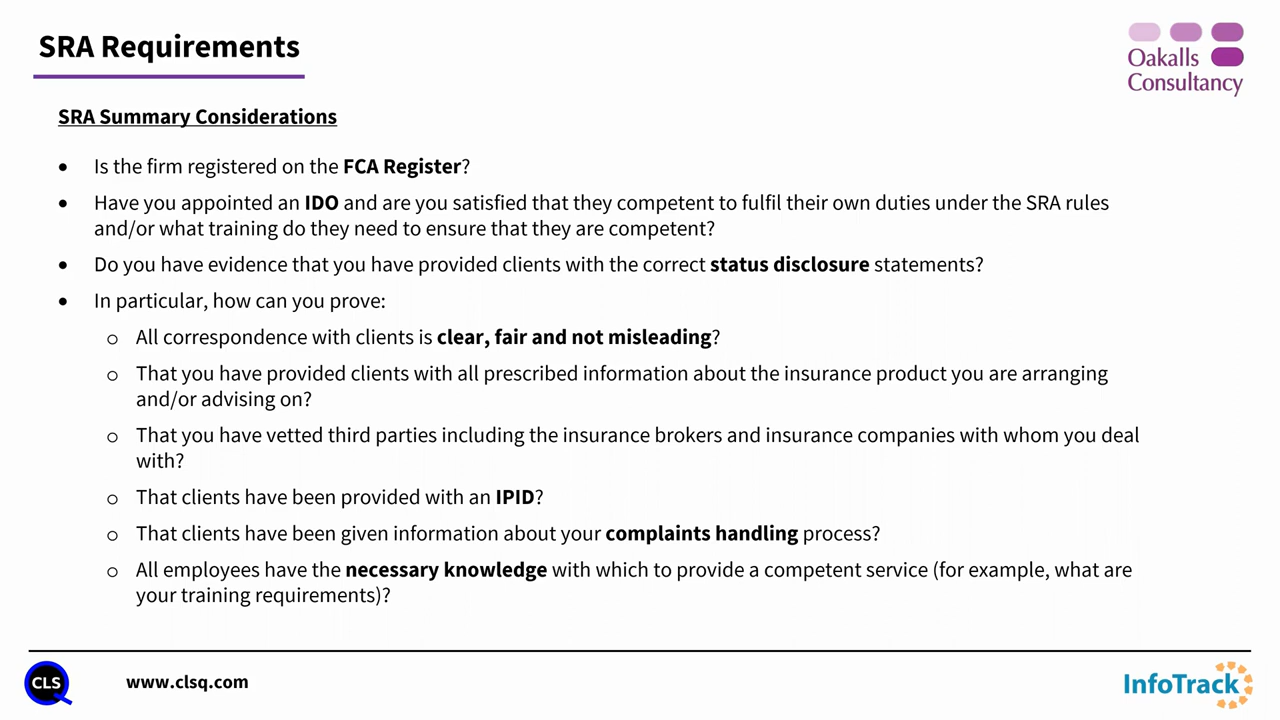 SRA Requirements
Oakalls
Consultancy
SRA Summary Considerations
• Is the firm registered on the FCA Register?
• Have you appointed an IDO and are you satisfied that they competent to fulfil their own duties under the SRA rules
and/or what training do they need to ensure that they are competent?
• Do you have evidence that you have provided clients with the correct status disclosure statements?
• In particular, how can you prove:
o All correspondence with clients is clear, fair and not misleading?
o That you have provided clients with all prescribed information about the insurance product you are arranging
and/or advising on?
o That you have vetted third parties including the insurance brokers and insurance companies with whom you deal
with?
o That clients have been provided with an IPID?
o That clients have been given information about your complaints handling process?
o All employees have the necessary knowledge with which to provide a competent service (for example, what are
your training requirements)?
CLS
www.clsq.com
InfoTrack